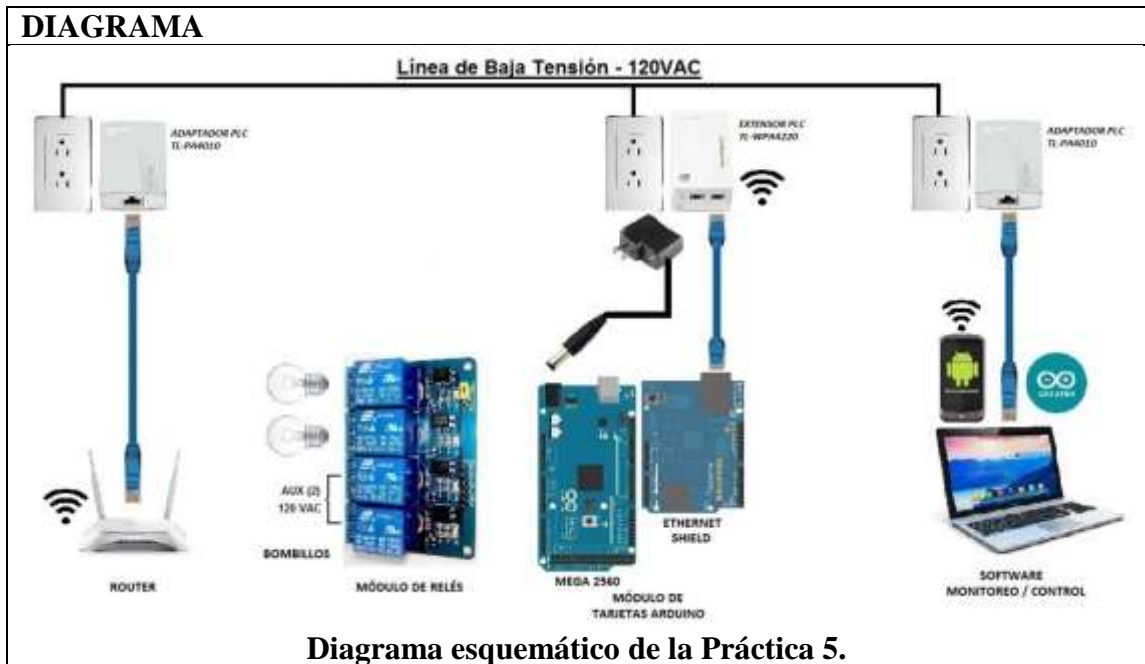 DIAGRAMA
Línea de Baja Tensión - 120VAC
ADAPTADOR PLC
TL-PA4010
EXTENSOR PLC
TL-WPA4220
ADAPTADOR PLC
TL-PA4010
AUX (2)
120 VAC
BOMBILLOS
ROUTER
MÓDULO DE RELÉS
MEGA 2560
MÓDULO DE
TARJETAS ARDUINO
ETHERNET
SHIELD
SOFTWARE
MONITOREO / CONTROL
Diagrama esquemático de la Práctica 5.